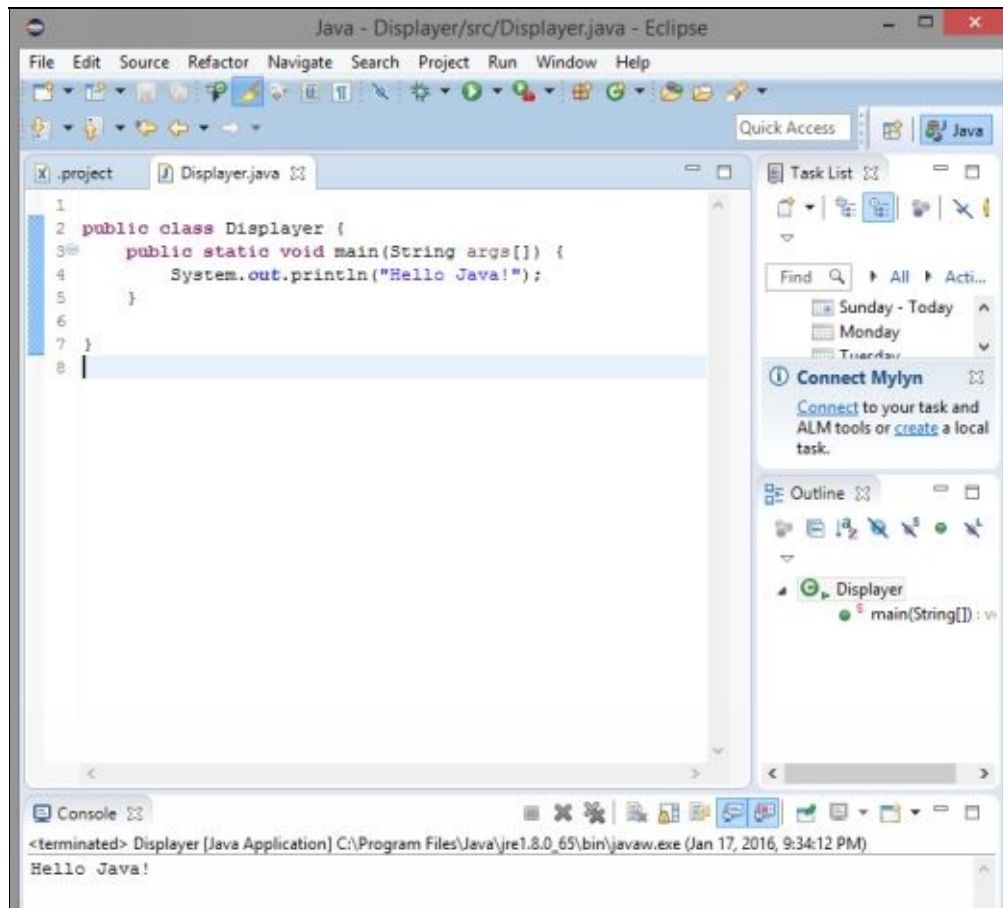 Java - Displayer/src/Displayer.java - Eclipse
File Edit Source Refactor Navigate Search Project Run Window Help
Quick Access
Java
.project
Displayer.java
1
2 public class Displayer {
3 public static void main(String args[]) {
4 System.out.println("Hello Java!");
5 }
6
7 }
8
Task List
Find
All
Acti...
Sunday - Today
Monday
Tuesday
Connect Mylyn
Connect to your task and
ALM tools or create a local
task.
Outline
Displayer
main(String[]) : v
Console
<terminated> Displayer [Java Application] C:\Program Files\Java\jre1.8.0_65\bin\javaw.exe (Jan 17, 2016, 9:34:12 PM)
Hello Java!